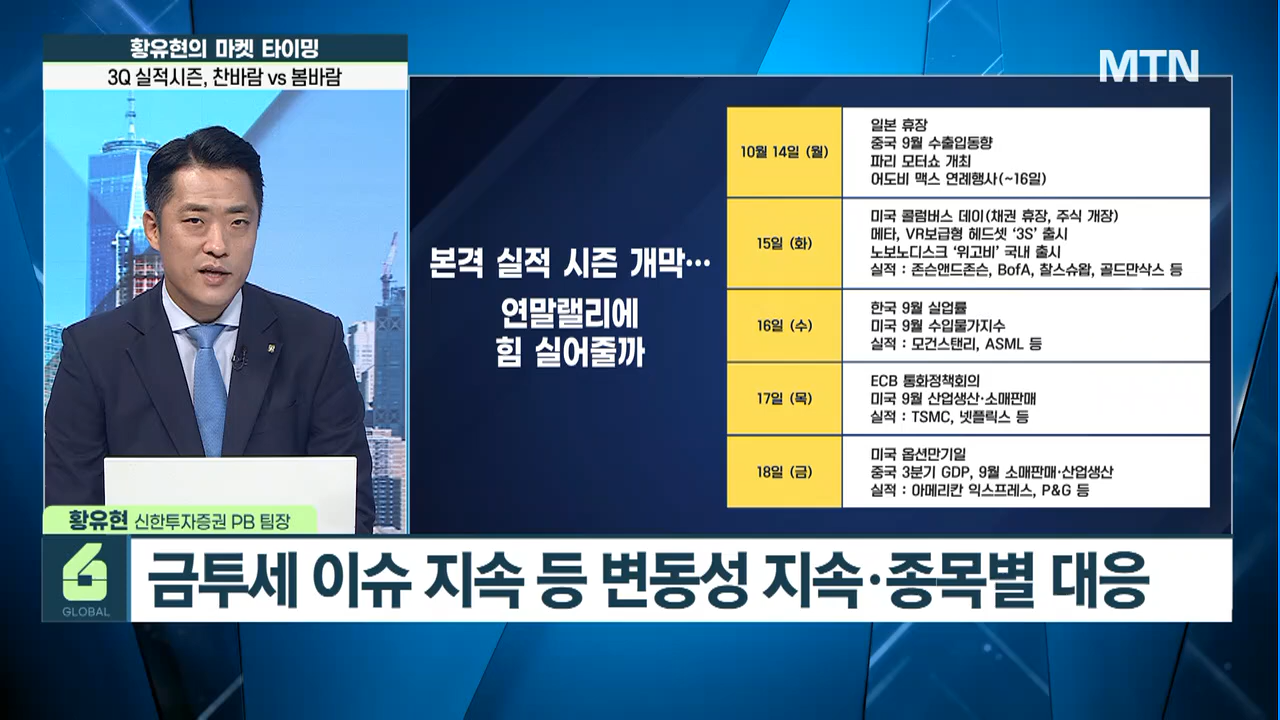 황유현의 마켓 타이밍
3Q 실적시즌, 찬바람 vs 봄바람
MTN
본격 실적 시즌 개막…
연말랠리에
힘 실어줄까
10월 14일 (월)
일본 휴장
중국 9월 수출입동향
파리 모터쇼 개최
어도비 맥스 연례행사(~16일)
15일 (화)
미국 콜럼버스 데이(채권 휴장, 주식 개장)
메타, VR보급형 헤드셋 ‘3S’ 출시
노보노디스크 ‘위고비’ 국내 출시
실적 : 존슨앤드존슨, BofA, 찰스슈왑, 골드만삭스 등
16일 (수)
한국 9월 실업률
미국 9월 수입물가지수
실적 : 모건스탠리, ASML 등
17일 (목)
ECB 통화정책회의
미국 9월 산업생산·소매판매
실적 : TSMC, 넷플릭스 등
18일 (금)
미국 옵션만기일
중국 3분기 GDP, 9월 소매판매·산업생산
실적 : 아메리칸 익스프레스, P&G 등
황유현 신한투자증권 PB 팀장
6
GLOBAL
금투세 이슈 지속 등 변동성 지속·종목별 대응